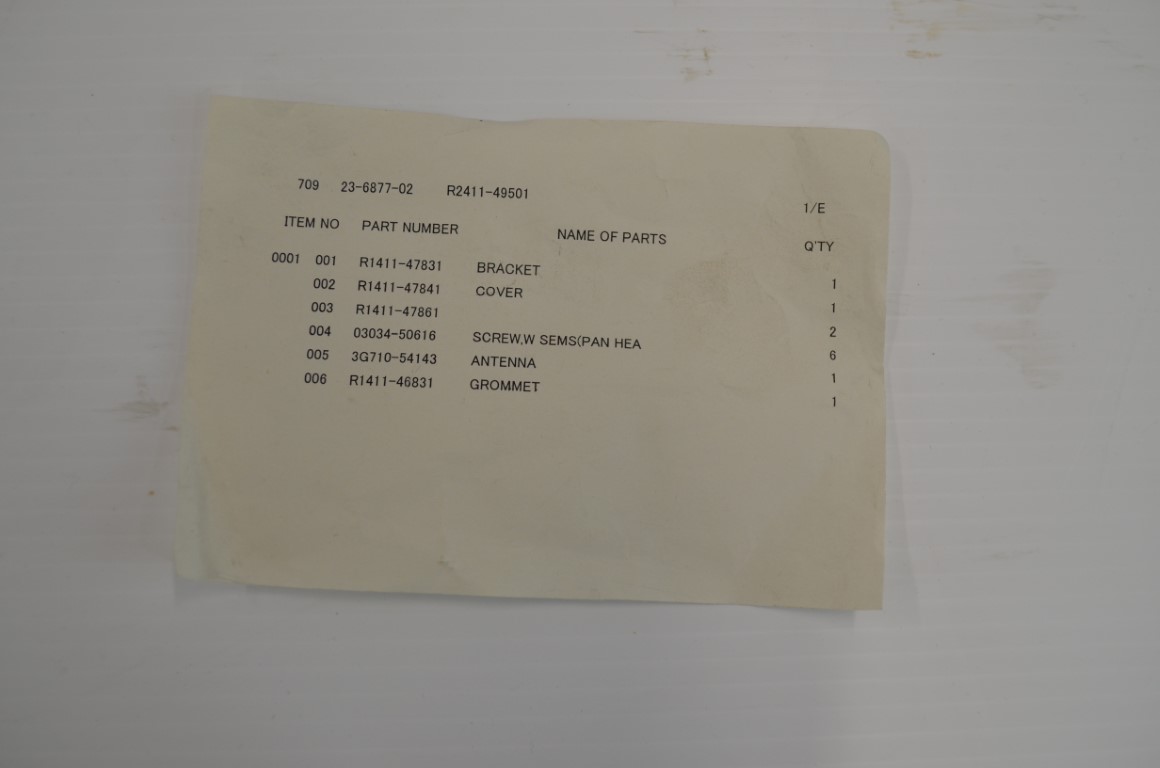 709 23-6877-02 R2411-49501 1/E
ITEM NO PART NUMBER NAME OF PARTS Q'TY
0001 001 R1411-47831 BRACKET 1
002 R1411-47841 COVER 1
003 R1411-47861 2
004 03034-50616 SCREW,W SEMS(PAN HEA 6
005 3G710-54143 ANTENNA 1
006 R1411-46831 GROMMET 1